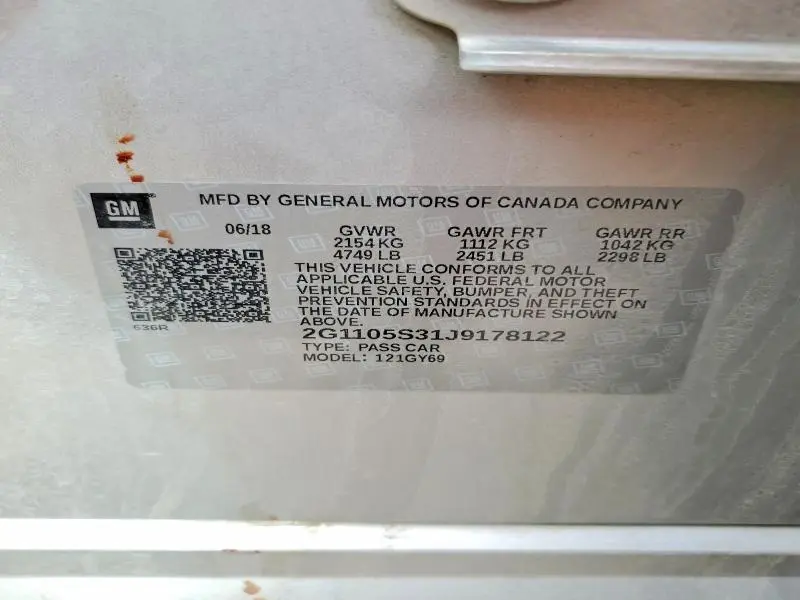 GM
MFD BY GENERAL MOTORS OF CANADA COMPANY
06/18 GVWR GAWR FRT GAWR RR
2154 KG 1112 KG 1042 KG
4749 LB 2451 LB 2298 LB
THIS VEHICLE CONFORMS TO ALL
APPLICABLE U.S. FEDERAL MOTOR
VEHICLE SAFETY, BUMPER, AND THEFT
PREVENTION STANDARDS IN EFFECT ON
THE DATE OF MANUFACTURE SHOWN
ABOVE.
636R
2G1105S31J9178122
TYPE: PASS CAR
MODEL: 121GY69